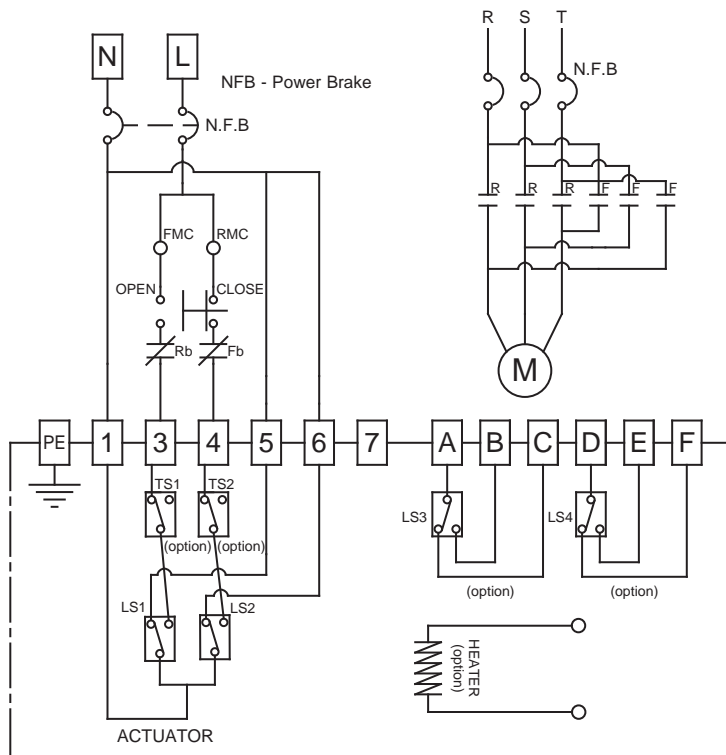 R S T
N L
NFB - Power Brake
N.F.B
N.F.B
R R R F F F
FMC RMC
OPEN CLOSE
Rb Fb
M
PE 1 3 4 5 6 7 A B C D E F
TS1 TS2
(option) (option)
LS3 LS4
(option) (option)
LS1 LS2
HEATER
(option)
ACTUATOR